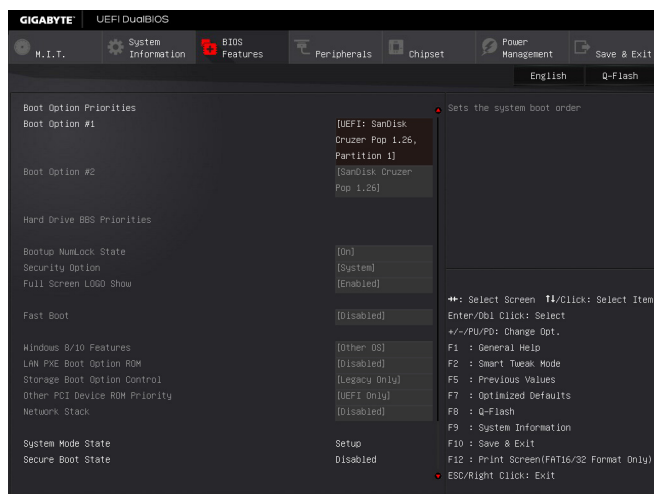 GIGABYTE™ UEFI DualBIOS
M.I.T.
System Information
BIOS Features
Peripherals
Chipset
Power Management
Save & Exit
English Q-Flash
Boot Option Priorities
Boot Option #1 [UEFI: SanDisk
Cruzer Pop 1.26,
Partition 1]
Boot Option #2 [SanDisk Cruzer
Pop 1.26]
Hard Drive BBS Priorities
Bootup NumLock State [On]
Security Option [System]
Full Screen LOGO Show [Enabled]
Fast Boot [Disabled]
Windows 8/10 Features [Other OS]
LAN PXE Boot Option ROM [Disabled]
Storage Boot Option Control [Legacy Only]
Other PCI Device ROM Priority [UEFI Only]
Network Stack [Disabled]
System Mode State Setup
Secure Boot State Disabled
Sets the system boot order
→←: Select Screen ↑↓/Click: Select Item
Enter/Dbl Click: Select
+/-/PU/PD: Change Opt.
F1 : General Help
F2 : Smart Tweak Mode
F5 : Previous Values
F7 : Optimized Defaults
F8 : Q-Flash
F9 : System Information
F10 : Save & Exit
F12 : Print Screen(FAT16/32 Format Only)
ESC/Right Click: Exit